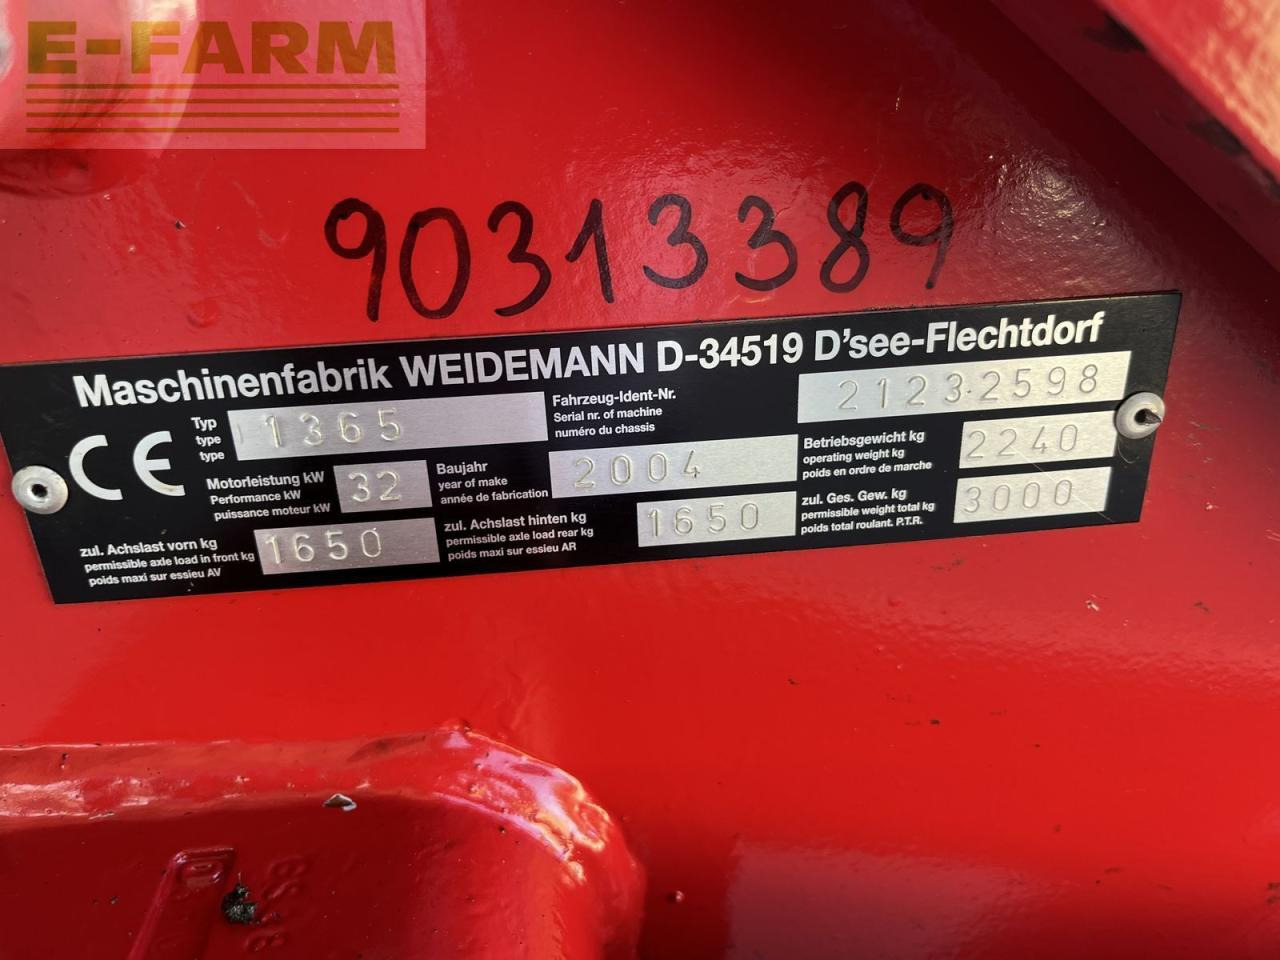 E-FARM
90313389
Maschinenfabrik WEIDEMANN D-34519 D'see-Flechtdorf
CE
Typ
type
type
1365
Fahrzeug-Ident-Nr.
Serial nr. of machine
numéro du chassis
21232598
Motorleistung kW
Performance kW
puissance moteur kW
32
Baujahr
year of make
année de fabrication
2004
Betriebsgewicht kg
operating weight kg
poids en ordre de marche
2240
zul. Achslast vorn kg
permissible axle load in front kg
poids maxi sur essieu AV
1650
zul. Achslast hinten kg
permissible axle load rear kg
poids maxi sur essieu AR
1650
zul. Ges. Gew. kg
permissible weight total kg
poids total roulant. P.T.R.
3000